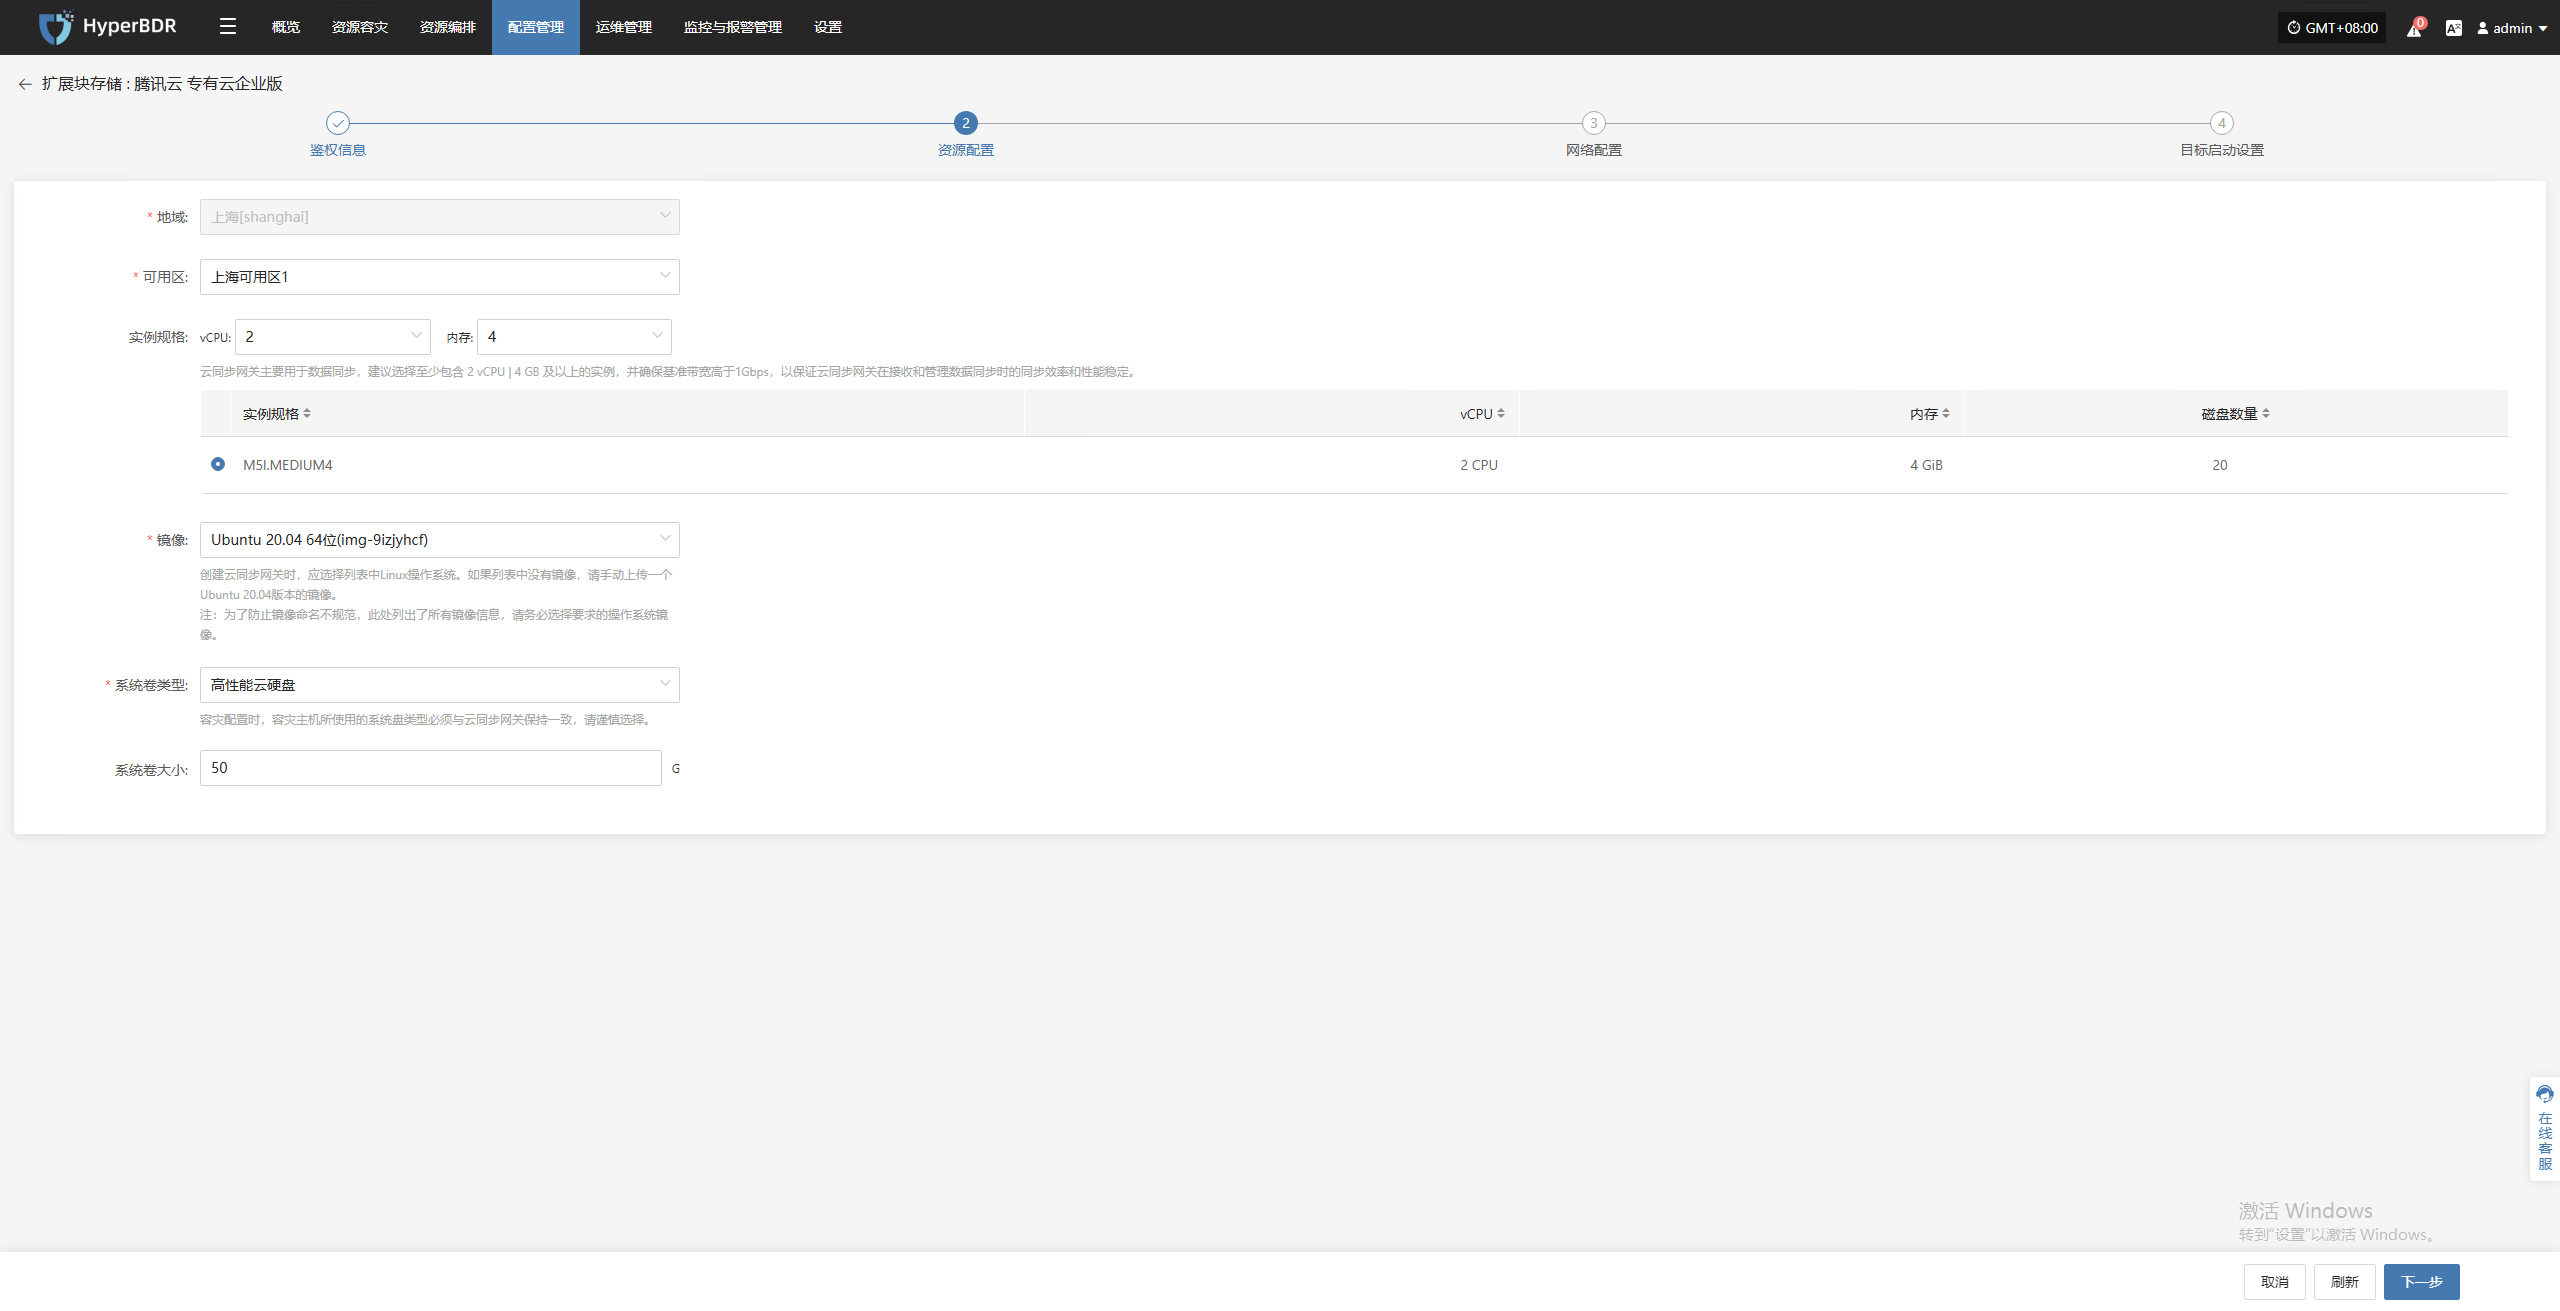 HyperBDR 概览 资源容灾 资源编排 配置管理 运维管理 监控与报警管理 设置 GMT+08:00 0 admin
扩展块存储 : 腾讯云 专有云企业版
2 3 4
鉴权信息 资源配置 网络配置 目标启动设置
* 地域: 上海[shanghai]
* 可用区: 上海可用区1
实例规格: vCPU: 2 内存: 4
云同步网关主要用于数据同步，建议选择至少包含 2 vCPU | 4 GB 及以上的实例，并确保基准带宽高于1Gbps，以保证云同步网关在接收和管理数据同步时的同步效率和性能稳定。
实例规格 vCPU 内存 磁盘数量
M5I.MEDIUM4 2 CPU 4 GiB 20
* 镜像: Ubuntu 20.04 64位(img-9izjyhcf)
创建云同步网关时，应选择列表中Linux操作系统。如果列表中没有镜像，请手动上传一个
Ubuntu 20.04版本的镜像。
注：为了防止镜像命名不规范，此处列出了所有镜像信息，请务必选择要求的操作系统镜
像。
* 系统卷类型: 高性能云硬盘
容灾配置时，容灾主机所使用的系统盘类型必须与云同步网关保持一致，请谨慎选择。
系统卷大小: 50 G
在线客服
激活 Windows
转到"设置"以激活 Windows。
取消 刷新 下一步